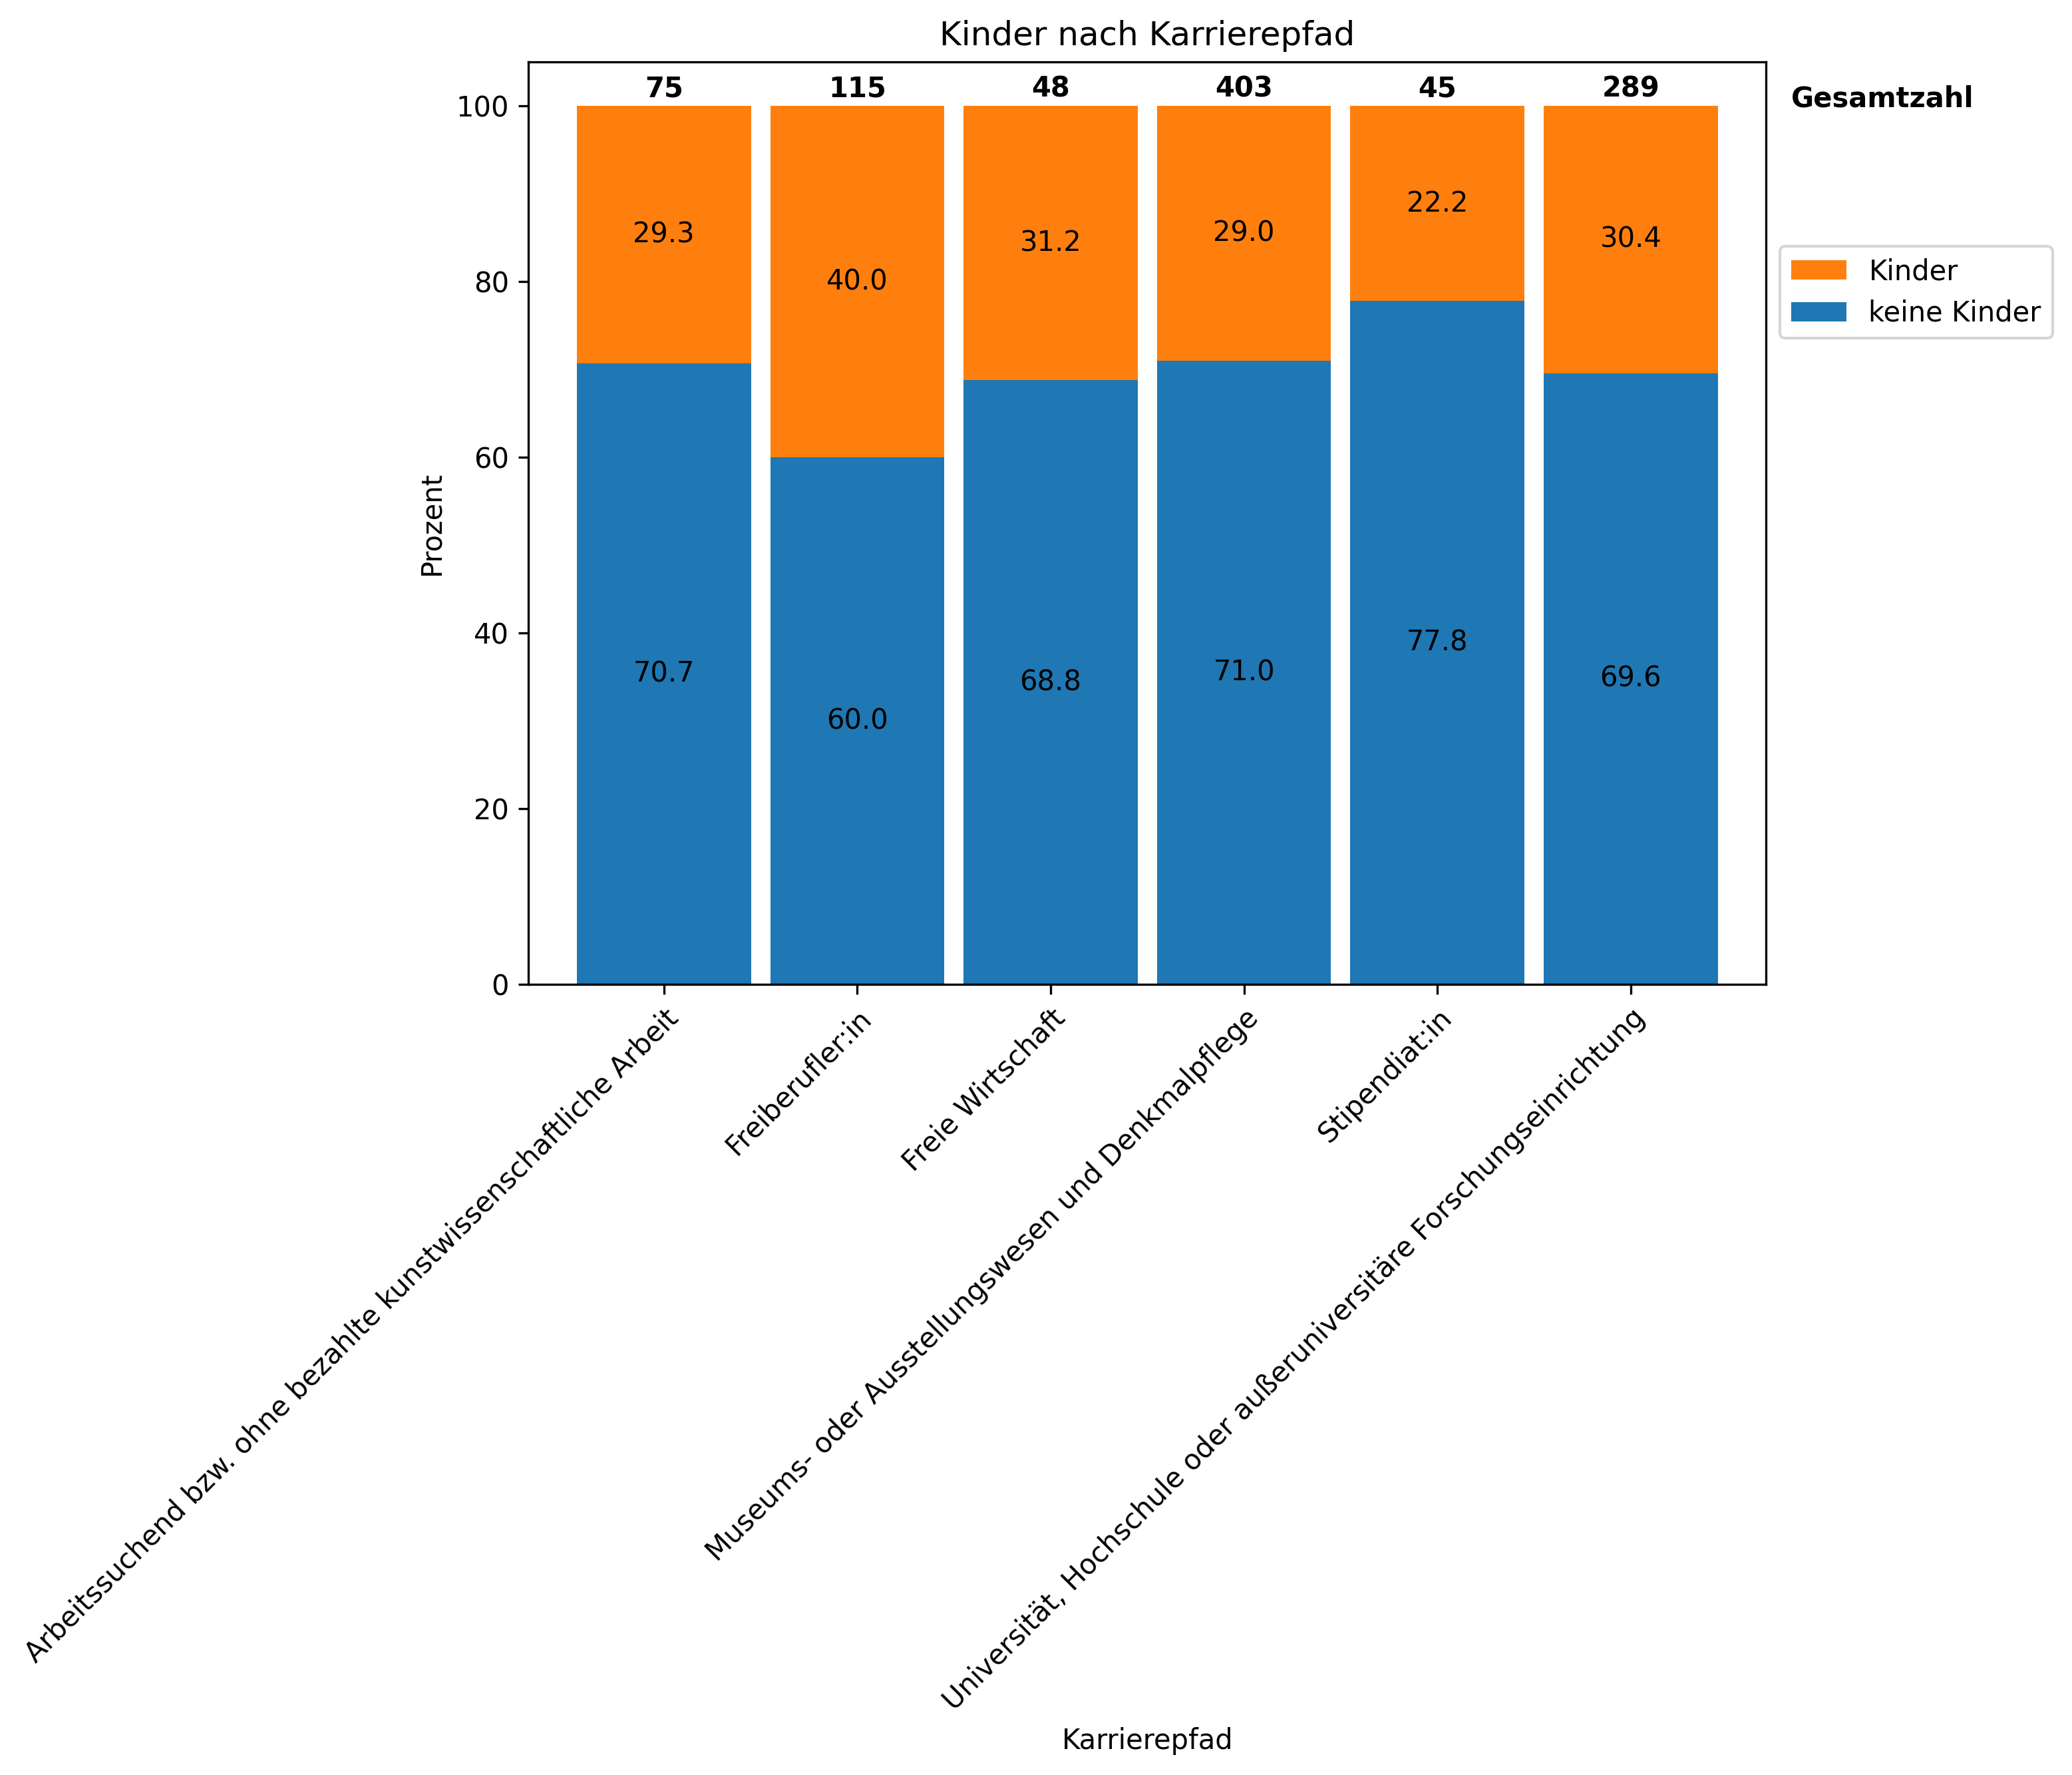 Kinder nach Karrierepfad
75 115 48 403 45 289
Gesamtzahl
100
80
60
40
20
0
Prozent
29.3 40.0 31.2 29.0 22.2 30.4
70.7 60.0 68.8 71.0 77.8 69.6
Kinder
keine Kinder
Arbeitssuchend bzw. ohne bezahlte kunstwissenschaftliche Arbeit
Freiberufler:in
Freie Wirtschaft
Museums- oder Ausstellungswesen und Denkmalpflege
Stipendiat:in
Universität, Hochschule oder außeruniversitäre Forschungseinrichtung
Karrierepfad